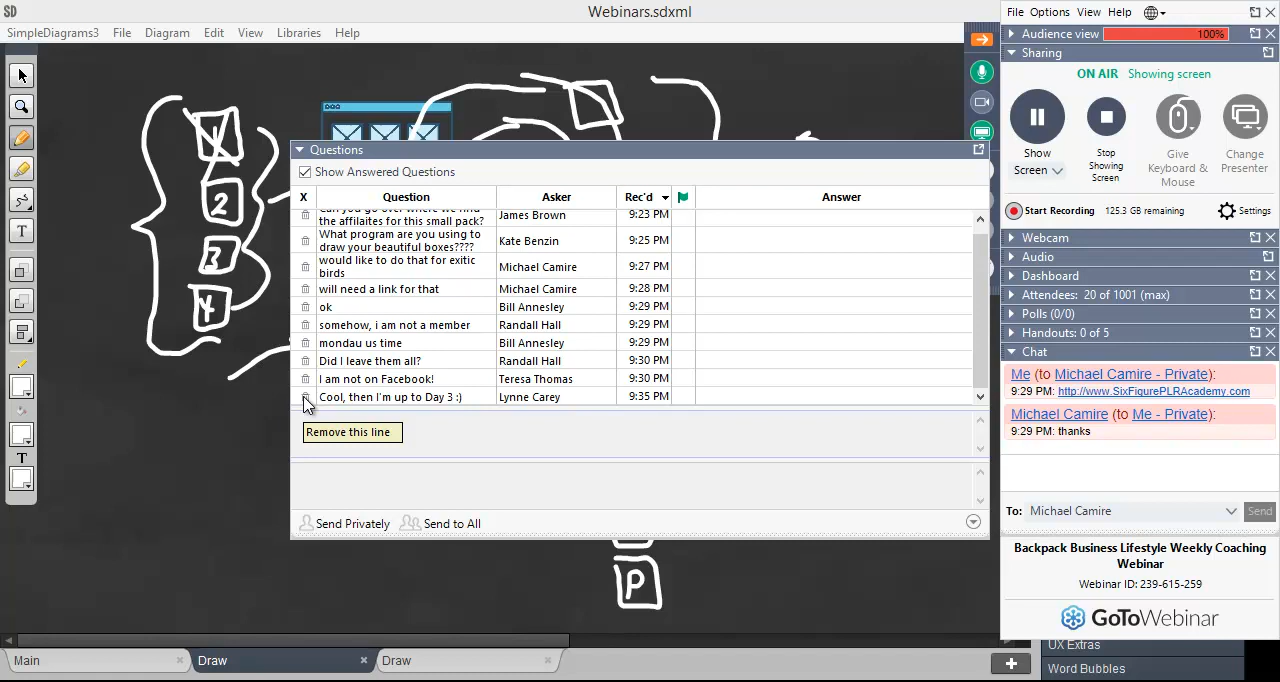 SD
Webinars.sdxml
SimpleDiagrams3 File Diagram Edit View Libraries Help
1
2
3
4
P
T
T
Questions
Show Answered Questions
X Question Asker Rec'd Answer
Can you go over where we find
the affilaites for this small pack? James Brown 9:23 PM
What program are you using to
draw your beautiful boxes???? Kate Benzin 9:25 PM
would like to do that for exitic
birds Michael Camire 9:27 PM
will need a link for that Michael Camire 9:28 PM
ok Bill Annesley 9:29 PM
somehow, i am not a member Randall Hall 9:29 PM
mondau us time Bill Annesley 9:29 PM
Did I leave them all? Randall Hall 9:30 PM
I am not on Facebook! Teresa Thomas 9:30 PM
Cool, then I'm up to Day 3 :) Lynne Carey 9:35 PM
Remove this line
Send Privately Send to All
Main x Draw x Draw x
File Options View Help
Audience view 100%
Sharing
ON AIR Showing screen
Show
Screen
Stop
Showing
Screen
Give
Keyboard &
Mouse
Change
Presenter
Start Recording 125.3 GB remaining Settings
Webcam
Audio
Dashboard
Attendees: 20 of 1001 (max)
Polls (0/0)
Handouts: 0 of 5
Chat
Me (to Michael Camire - Private):
9:29 PM: http://www.SixFigurePLRAcademy.com
Michael Camire (to Me - Private):
9:29 PM: thanks
To: Michael Camire Send
Backpack Business Lifestyle Weekly Coaching
Webinar
Webinar ID: 239-615-259
GoToWebinar
UX Extras
Word Bubbles